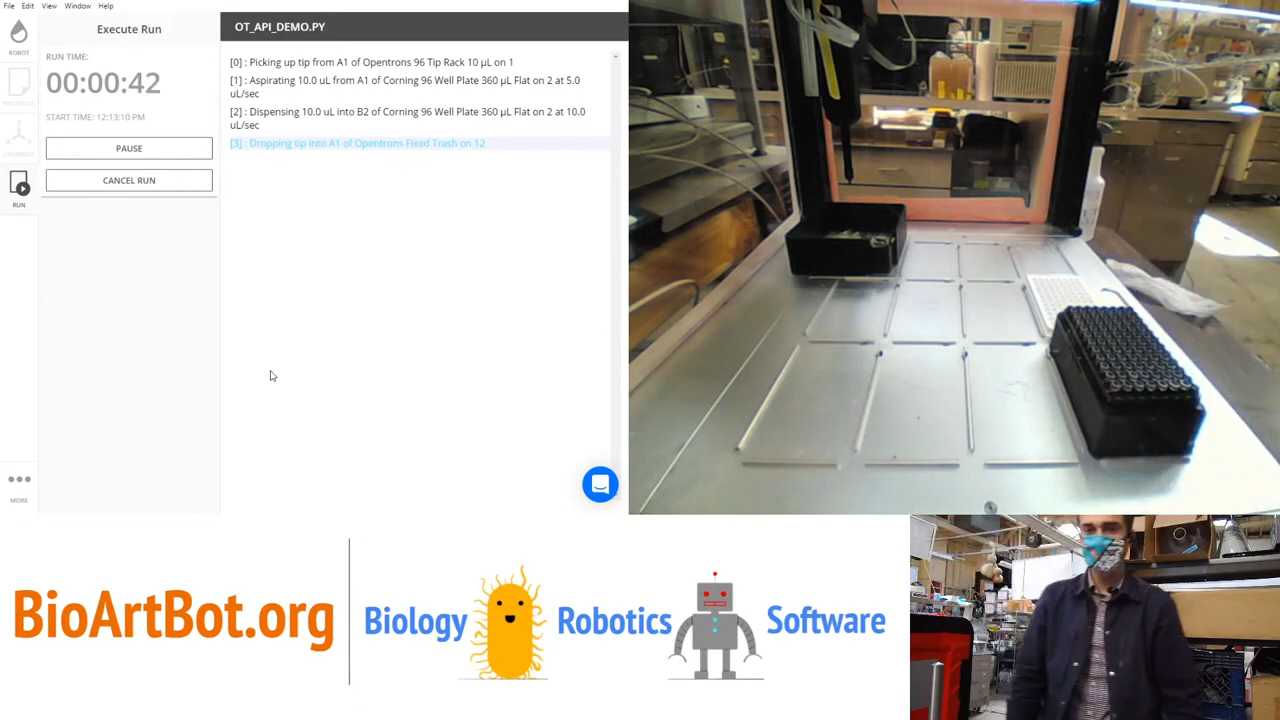 File Edit View Window Help
ROBOT
RUN
MORE
Execute Run
RUN TIME:
00:00:42
START TIME: 12:13:10 PM
PAUSE
CANCEL RUN
OT_API_DEMO.PY
[0] : Picking up tip from A1 of Opentrons 96 Tip Rack 10 µL on 1
[1] : Aspirating 10.0 uL from A1 of Corning 96 Well Plate 360 µL Flat on 2 at 5.0
uL/sec
[2] : Dispensing 10.0 uL into B2 of Corning 96 Well Plate 360 µL Flat on 2 at 10.0
uL/sec
[3] : Dropping tip into A1 of Opentrons Fixed Trash on 12
BioArtBot.org
Biology Robotics Software